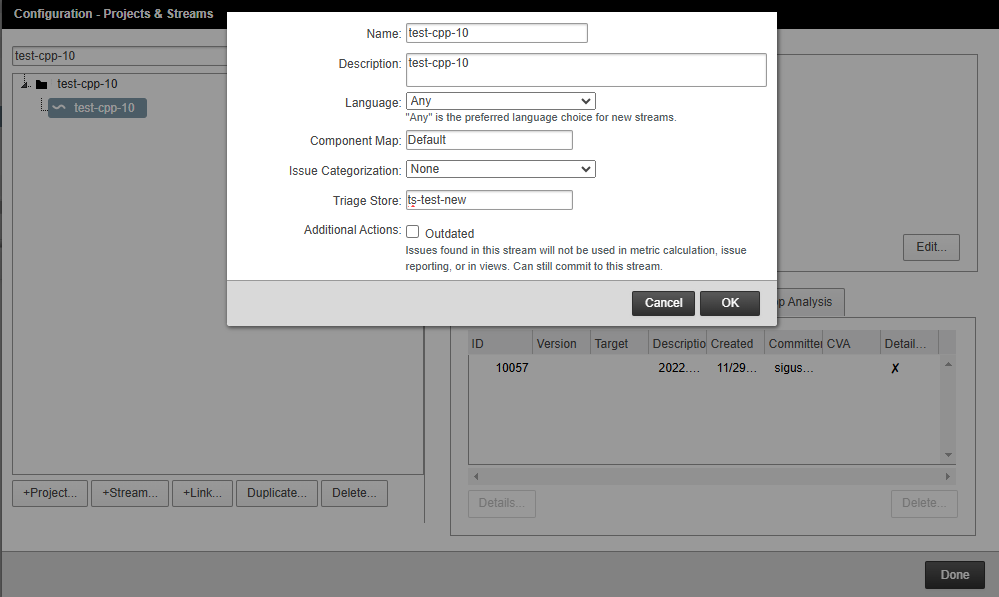 Configuration - Projects & Streams
test-cpp-10
test-cpp-10
test-cpp-10
Name: test-cpp-10
Description: test-cpp-10
Language: Any
"Any" is the preferred language choice for new streams.
Component Map: Default
Issue Categorization: None
Triage Store: ts-test-new
Additional Actions: Outdated
Issues found in this stream will not be used in metric calculation, issue
reporting, or in views. Can still commit to this stream.
Cancel OK
Edit...
Analysis
ID Version Target Descriptio Created Committer CVA Detail...
10057 2022.... 11/29... sigus... ✗
+Project... +Stream... +Link... Duplicate... Delete...
Details... Delete...
Done